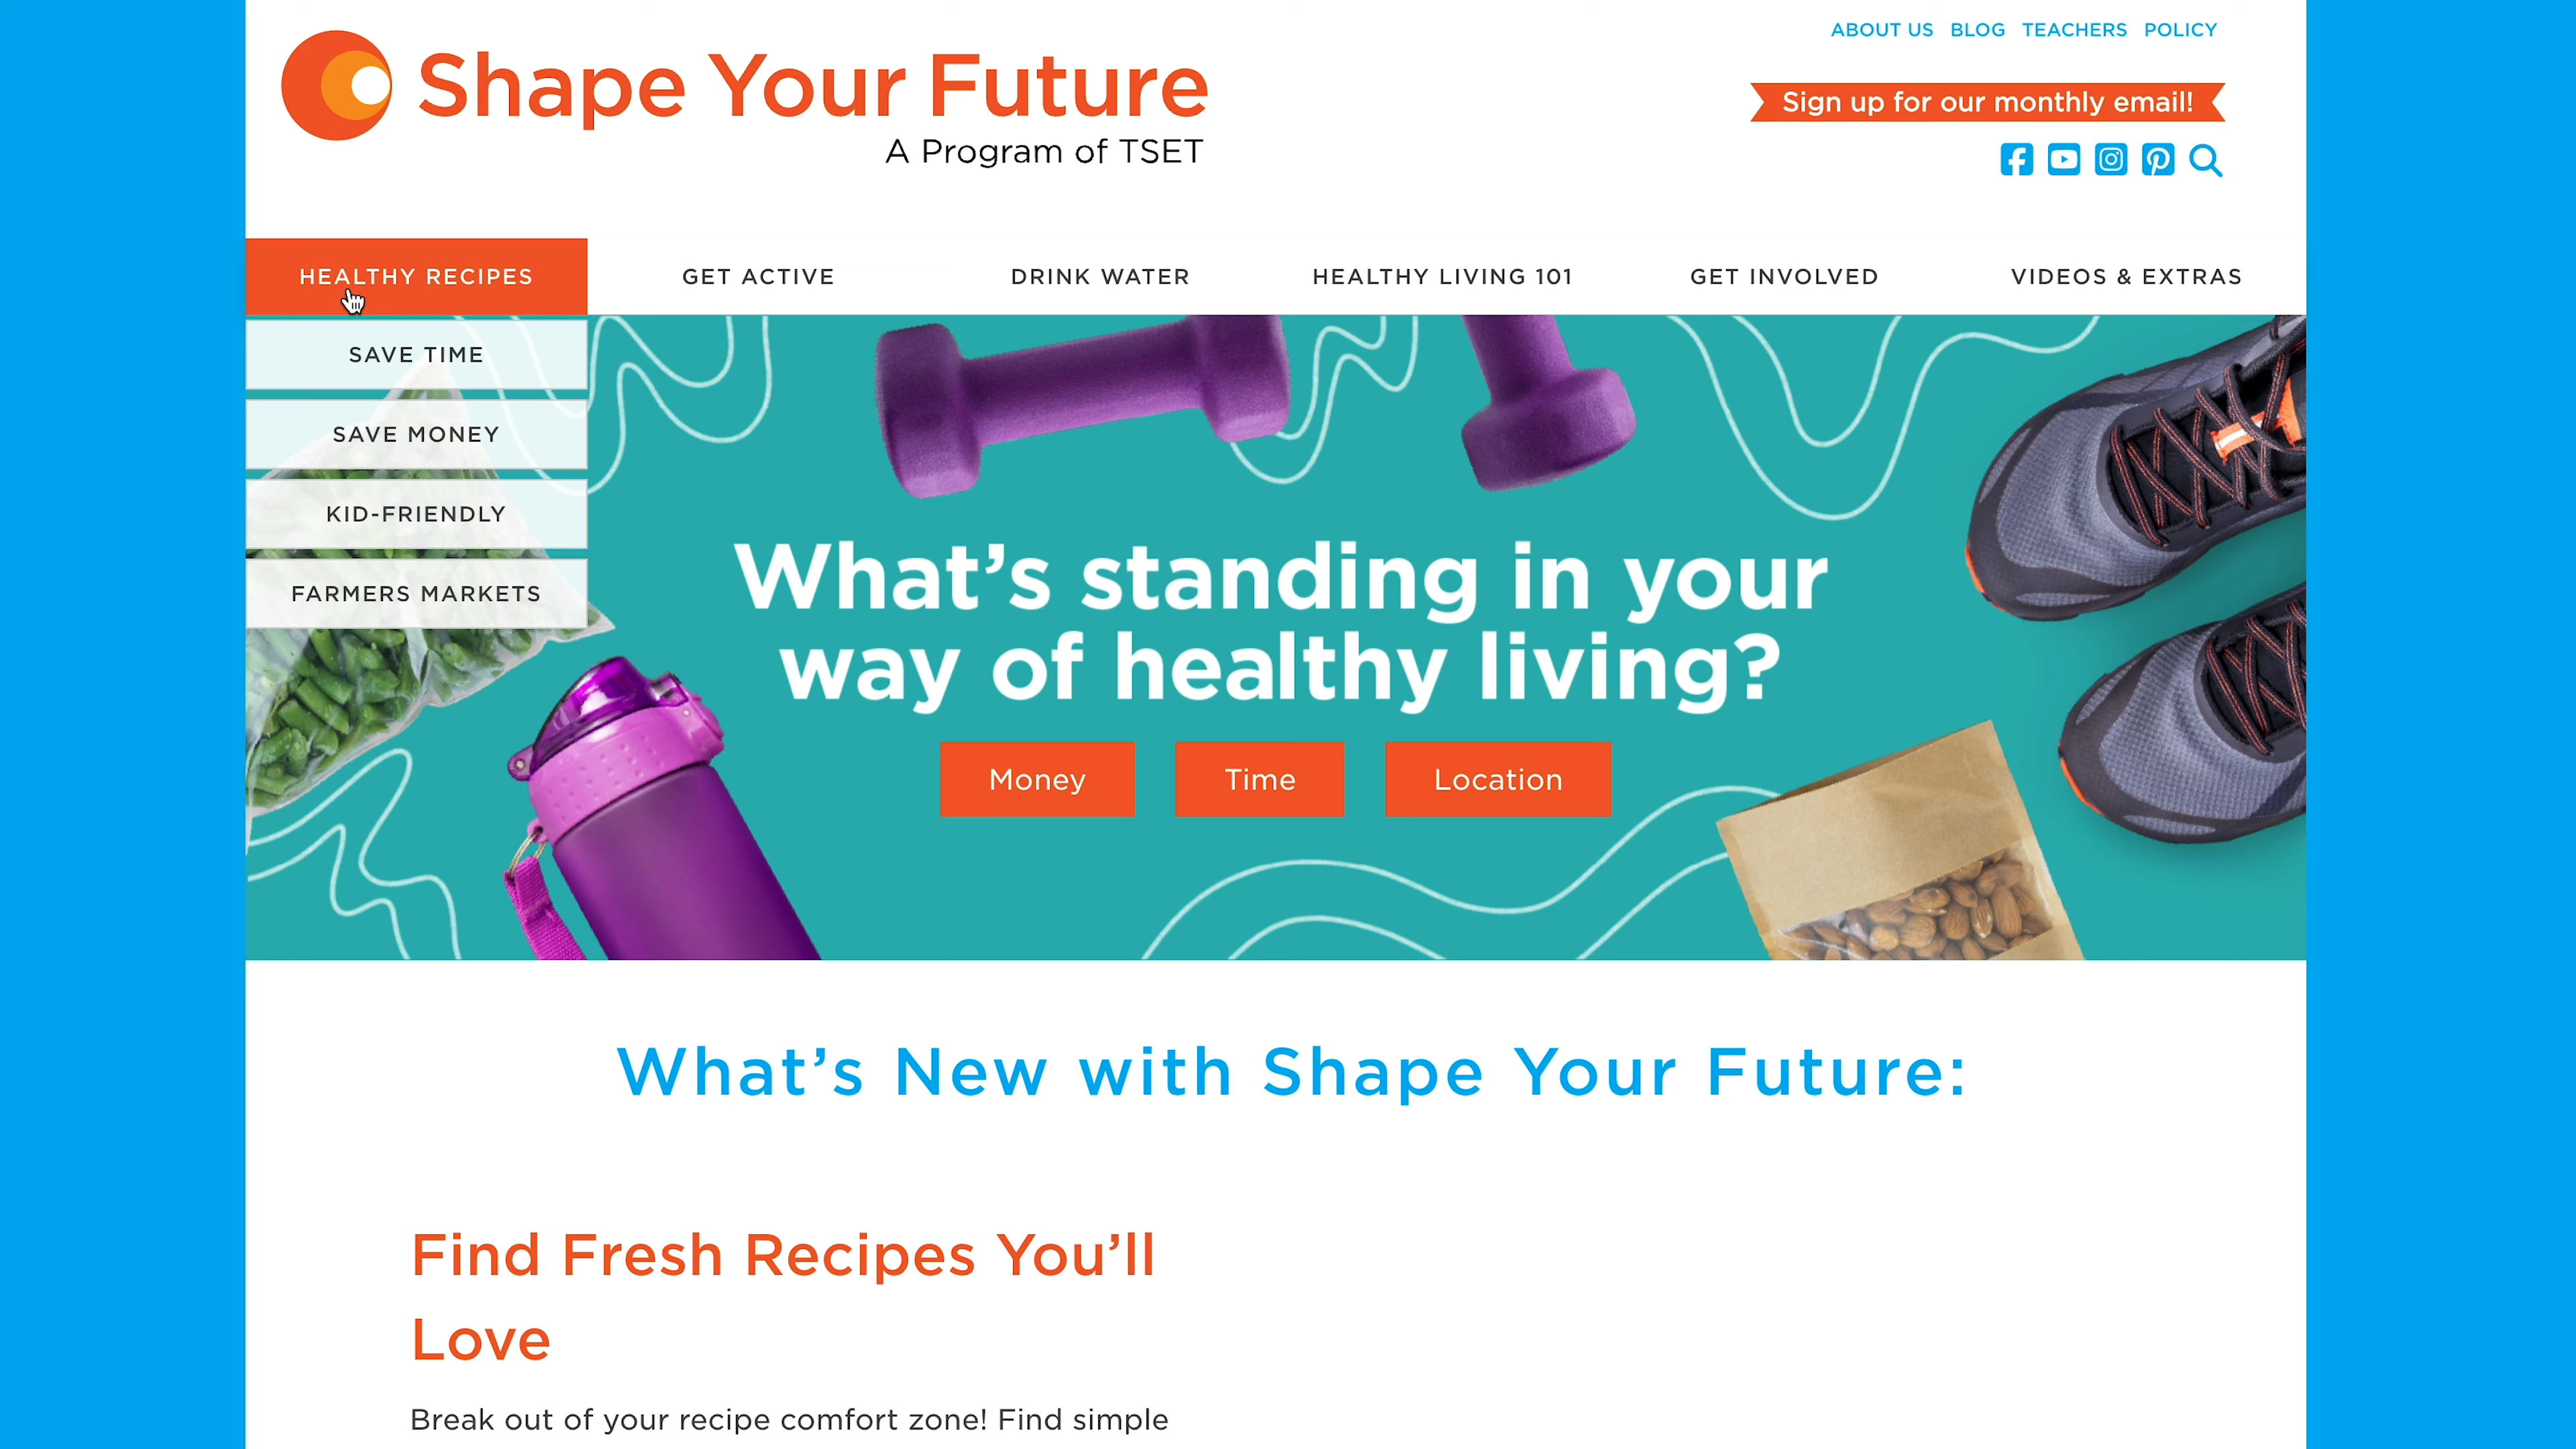 ABOUT US BLOG TEACHERS POLICY
Shape Your Future
A Program of TSET
Sign up for our monthly email!
HEALTHY RECIPES GET ACTIVE DRINK WATER HEALTHY LIVING 101 GET INVOLVED VIDEOS & EXTRAS
SAVE TIME
SAVE MONEY
KID-FRIENDLY
FARMERS MARKETS
What’s standing in your
way of healthy living?
Money Time Location
What’s New with Shape Your Future:
Find Fresh Recipes You’ll
Love
Break out of your recipe comfort zone! Find simple